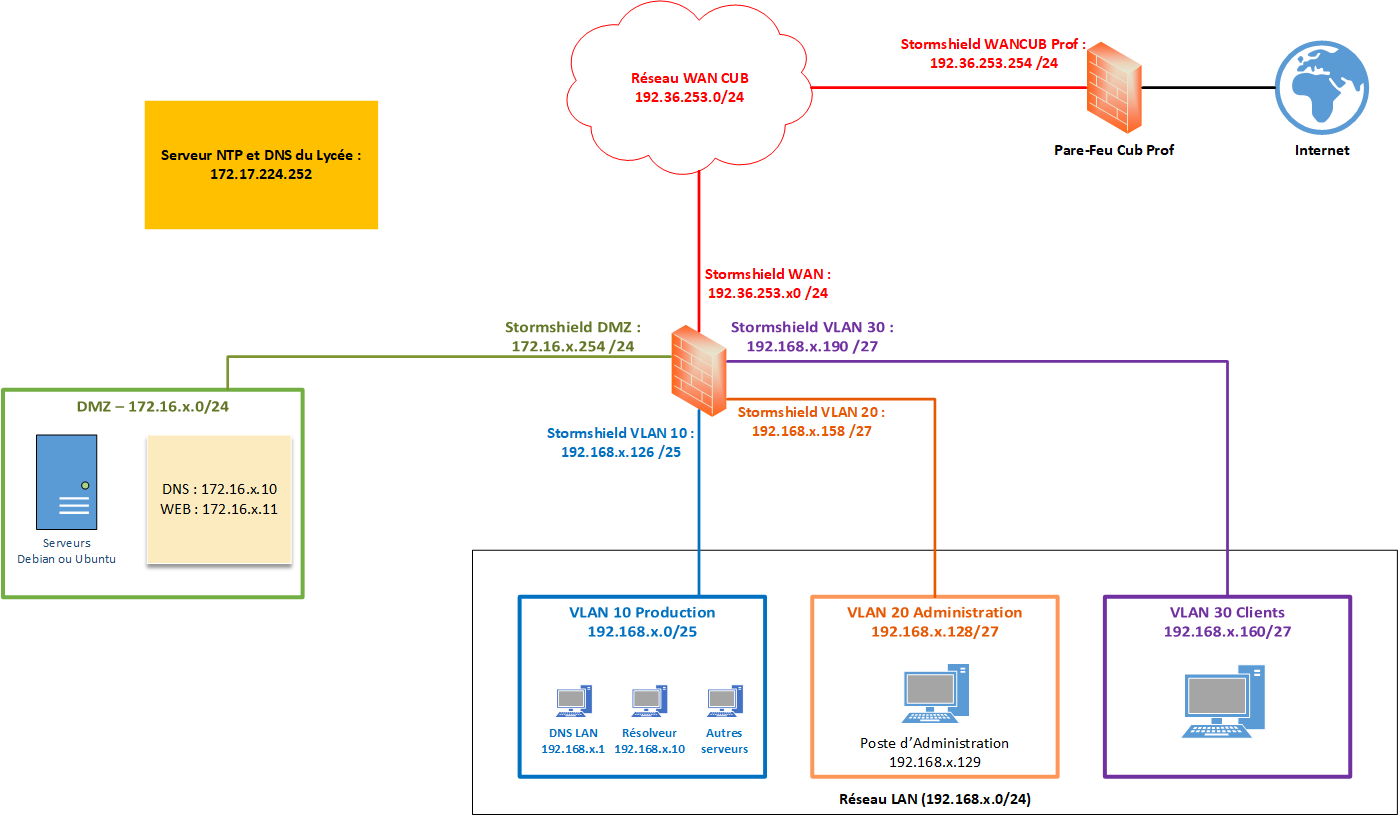 Réseau WAN CUB
192.36.253.0/24
Stormshield WANCUB Prof :
192.36.253.254 /24
Pare-Feu Cub Prof
Internet
Serveur NTP et DNS du Lycée :
172.17.224.252
Stormshield WAN :
192.36.253.x0 /24
Stormshield DMZ :
172.16.x.254 /24
Stormshield VLAN 30 :
192.168.x.190 /27
Stormshield VLAN 20 :
192.168.x.158 /27
Stormshield VLAN 10 :
192.168.x.126 /25
DMZ – 172.16.x.0/24
DNS : 172.16.x.10
WEB : 172.16.x.11
Serveurs
Debian ou Ubuntu
VLAN 10 Production
192.168.x.0/25
DNS LAN
192.168.x.1
Résolveur
192.168.x.10
Autres
serveurs
VLAN 20 Administration
192.168.x.128/27
Poste d’Administration
192.168.x.129
VLAN 30 Clients
192.168.x.160/27
Réseau LAN (192.168.x.0/24)